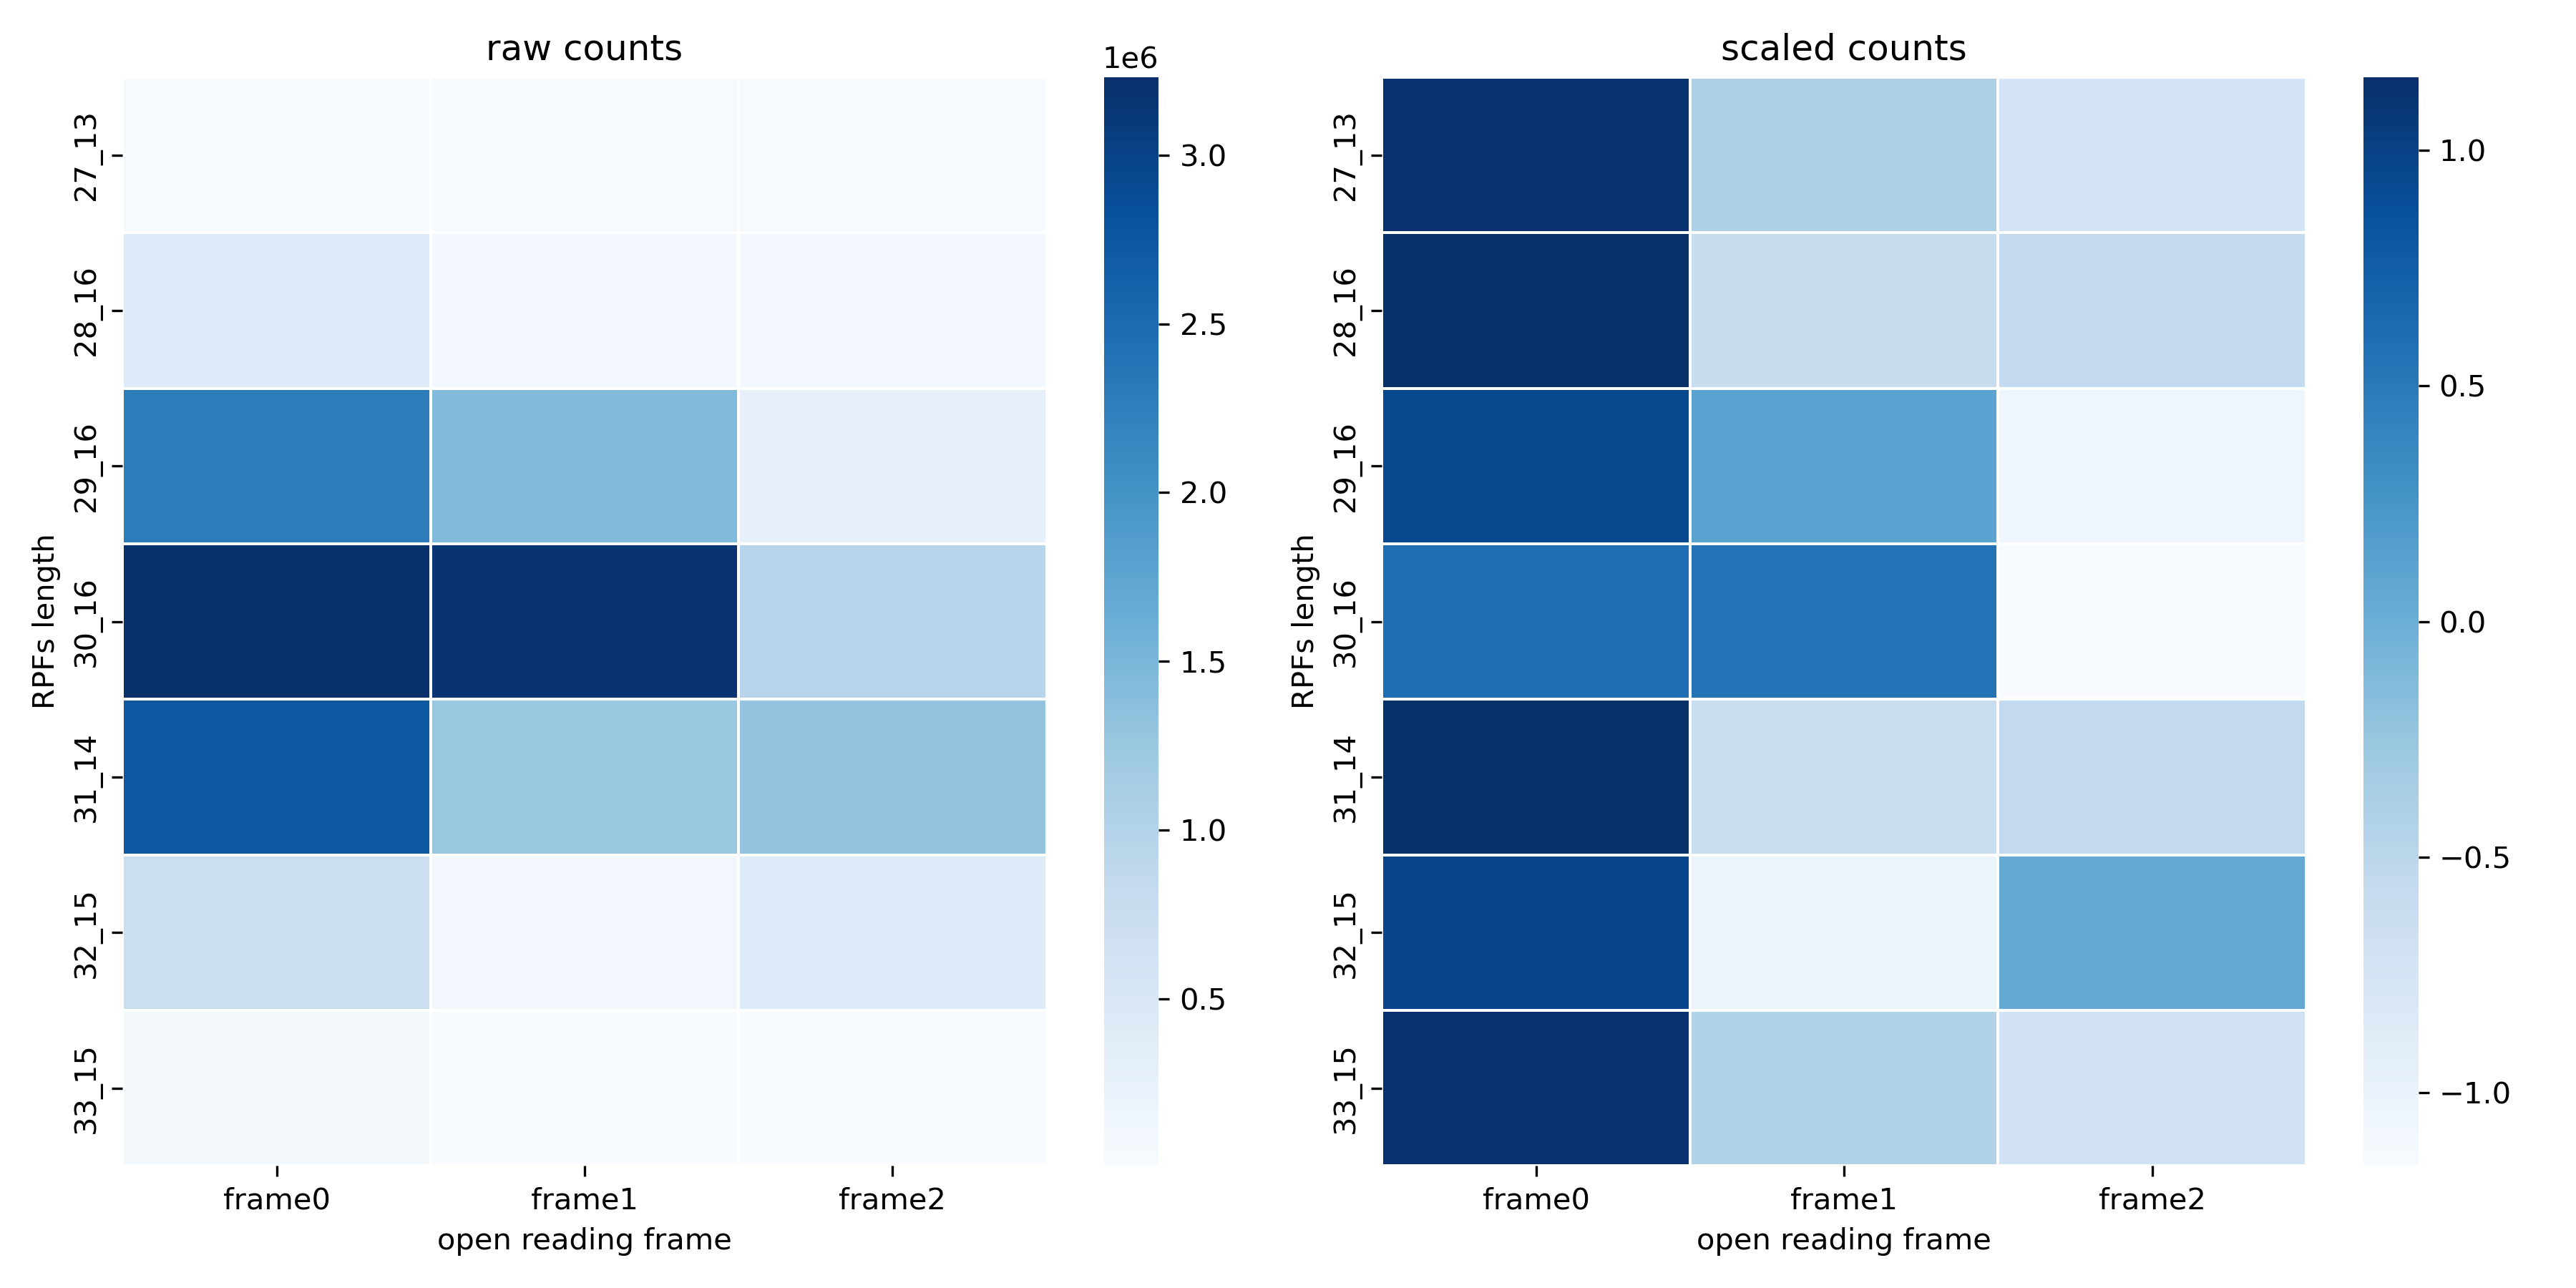 raw counts
1e6
27_13
28_16
29_16
30_16
31_14
32_15
33_15
RPFs length
frame0
frame1
frame2
open reading frame
3.0
2.5
2.0
1.5
1.0
0.5
scaled counts
27_13
28_16
29_16
30_16
31_14
32_15
33_15
RPFs length
frame0
frame1
frame2
open reading frame
1.0
0.5
0.0
−0.5
−1.0